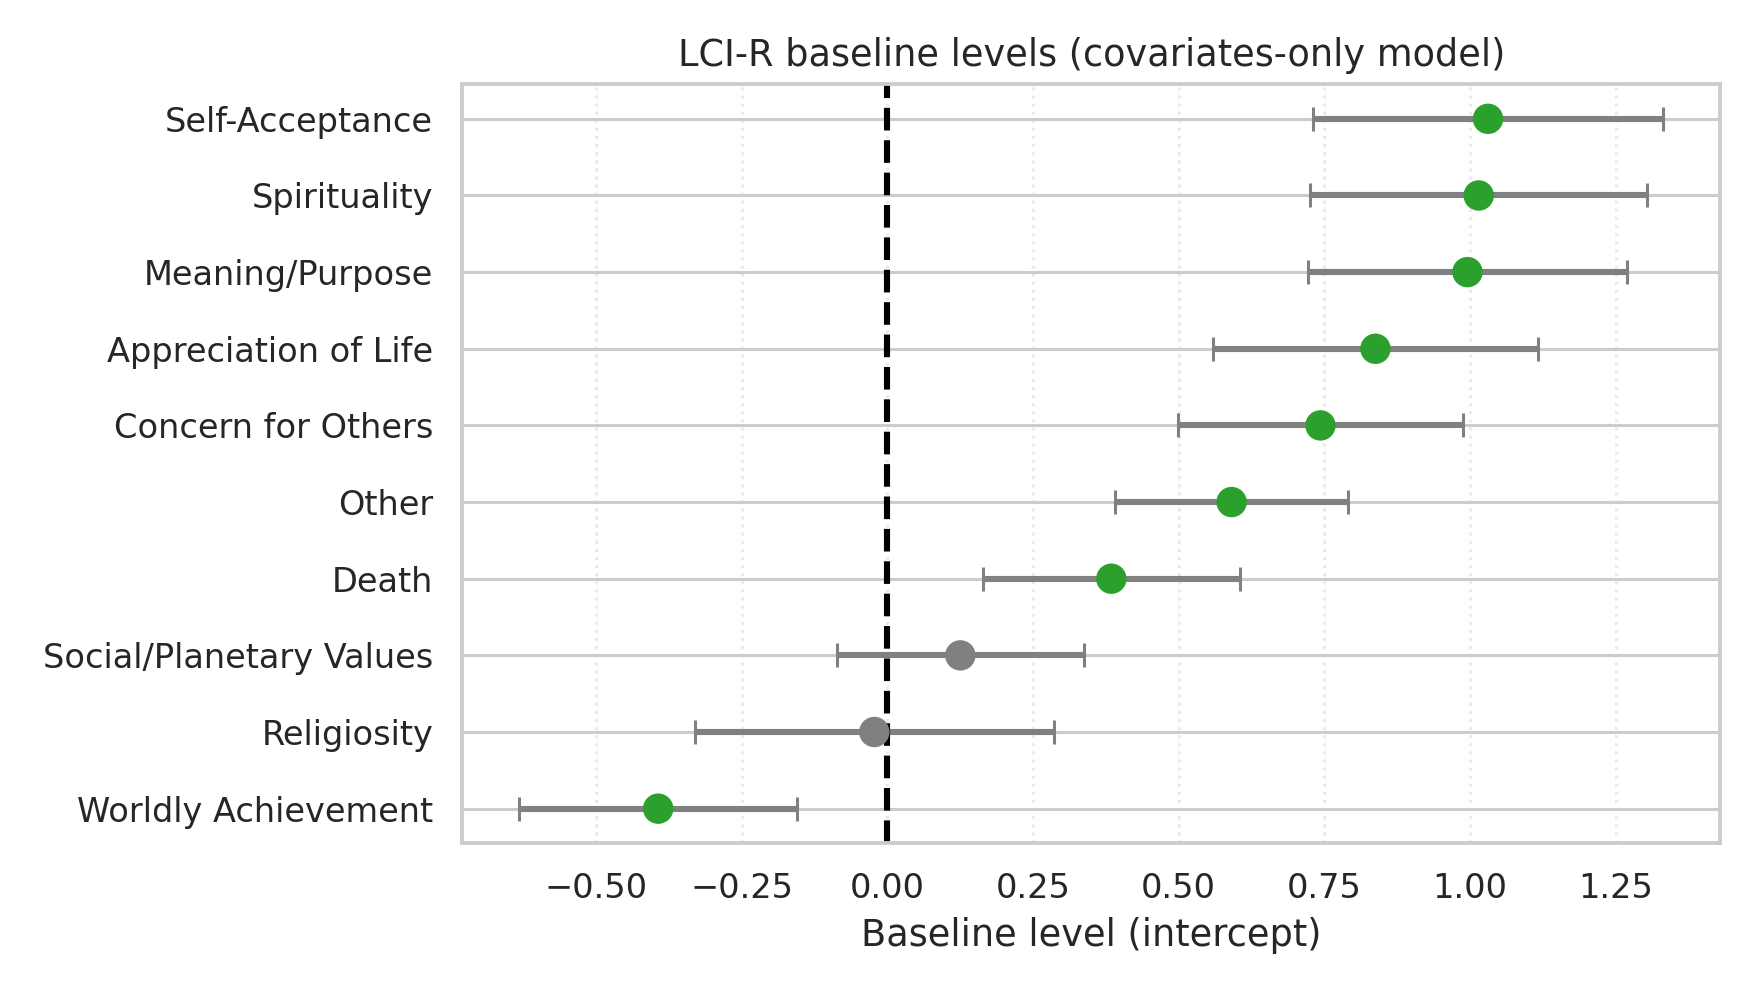 LCI-R baseline levels (covariates-only model)
Self-Acceptance
Spirituality
Meaning/Purpose
Appreciation of Life
Concern for Others
Other
Death
Social/Planetary Values
Religiosity
Worldly Achievement
−0.50 −0.25 0.00 0.25 0.50 0.75 1.00 1.25
Baseline level (intercept)